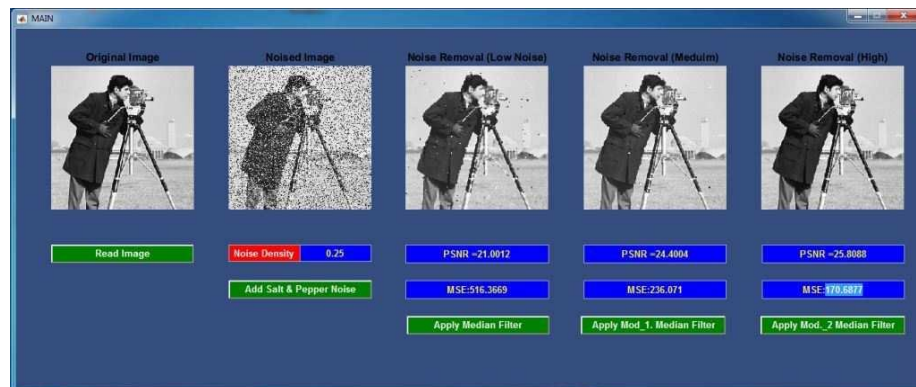 MAIN
Original Image
Noised Image
Noise Removal (Low Noise)
Noise Removal (Meduim)
Noise Removal (High)
Read Image
Noise Density 0.25
PSNR =21.0012
PSNR =24.4004
PSNR =25.8088
Add Salt & Pepper Noise
MSE:516.3669
MSE:236.071
MSE:170.6877
Apply Median Filter
Apply Mod_1. Median Filter
Apply Mod._2 Median Filter